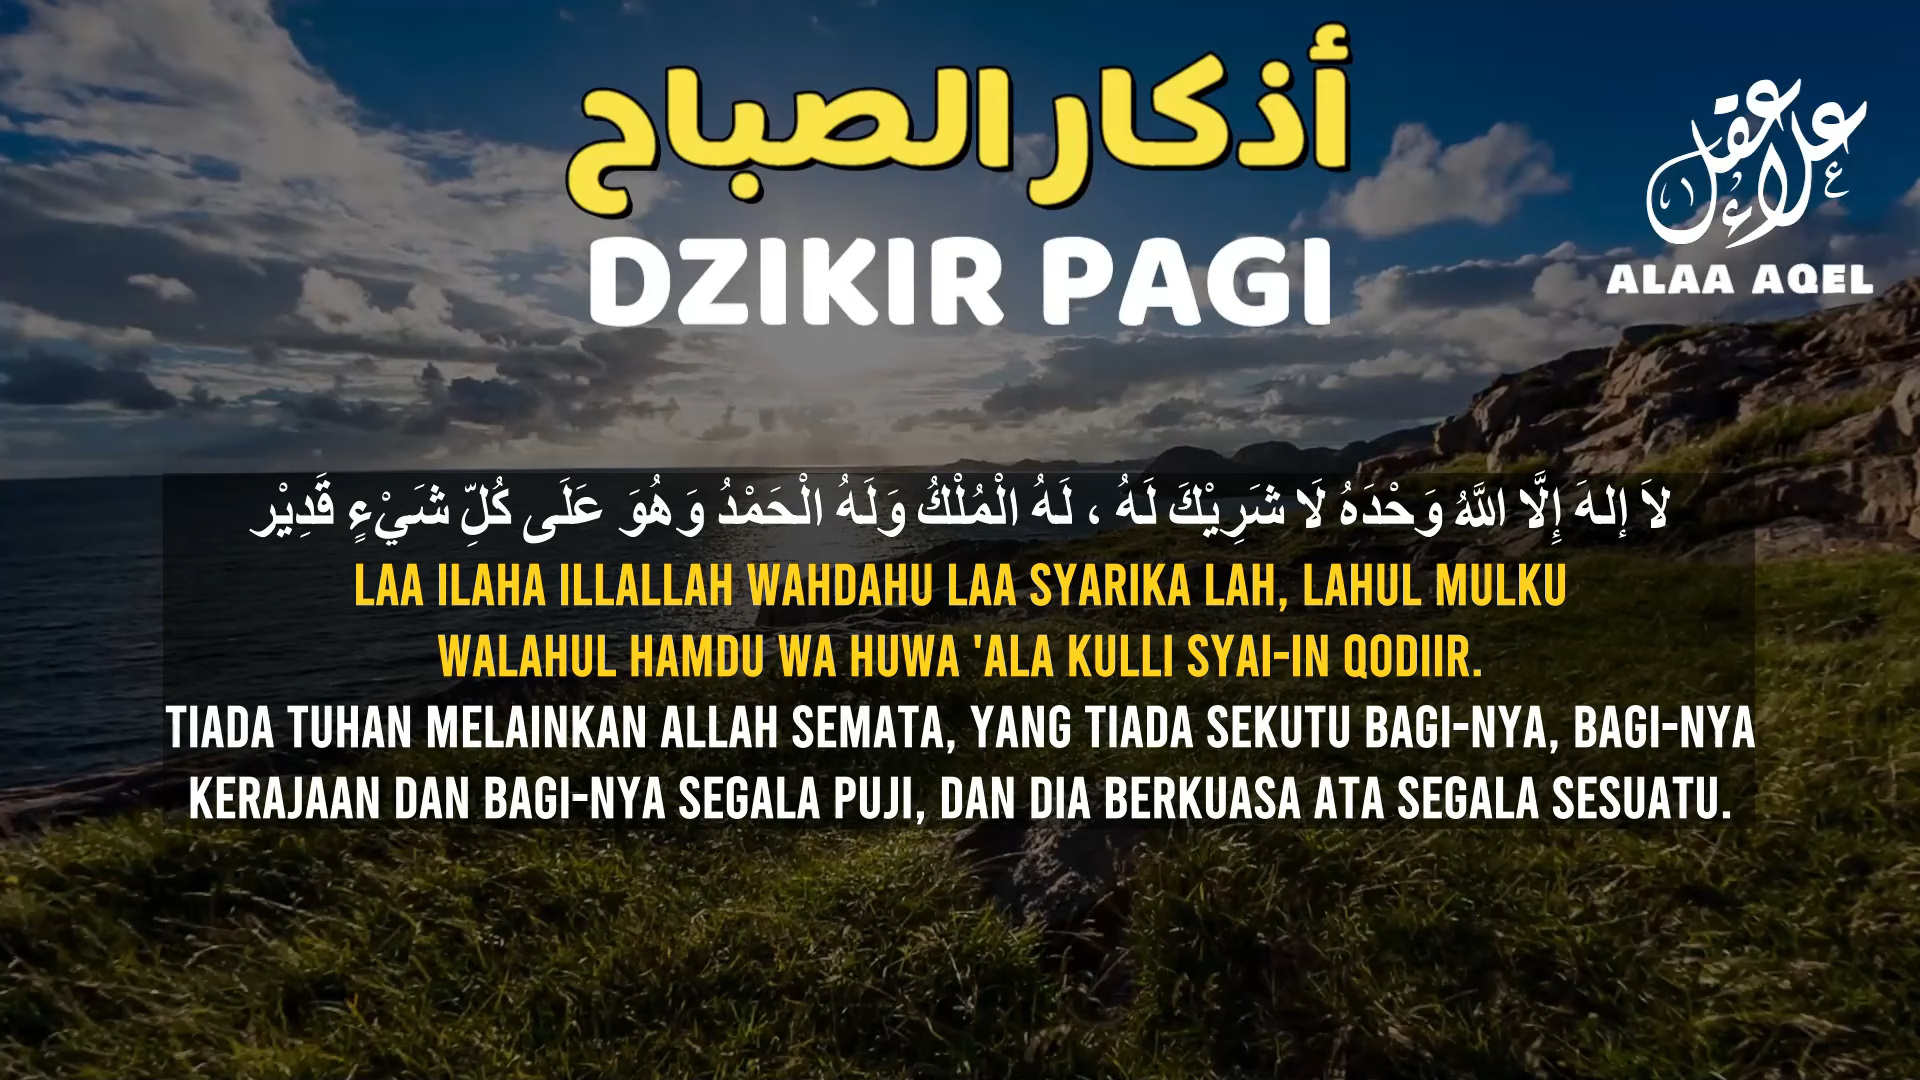 أذكار الصباح
DZIKIR PAGI
علاء عقل
ALAA AQEL
لاَ إلهَ إِلَّا اللَّهُ وَحْدَهُ لَا شَرِيْكَ لَهُ ، لَهُ الْمُلْكُ وَلَهُ الْحَمْدُ وَهُوَ عَلَى كُلِّ شَيْءٍ قَدِيْر
LAA ILAHA ILLALLAH WAHDAHU LAA SYARIKA LAH, LAHUL MULKU
WALAHUL HAMDU WA HUWA 'ALA KULLI SYAI-IN QODIIR.
TIADA TUHAN MELAINKAN ALLAH SEMATA, YANG TIADA SEKUTU BAGI-NYA, BAGI-NYA
KERAJAAN DAN BAGI-NYA SEGALA PUJI, DAN DIA BERKUASA ATA SEGALA SESUATU.